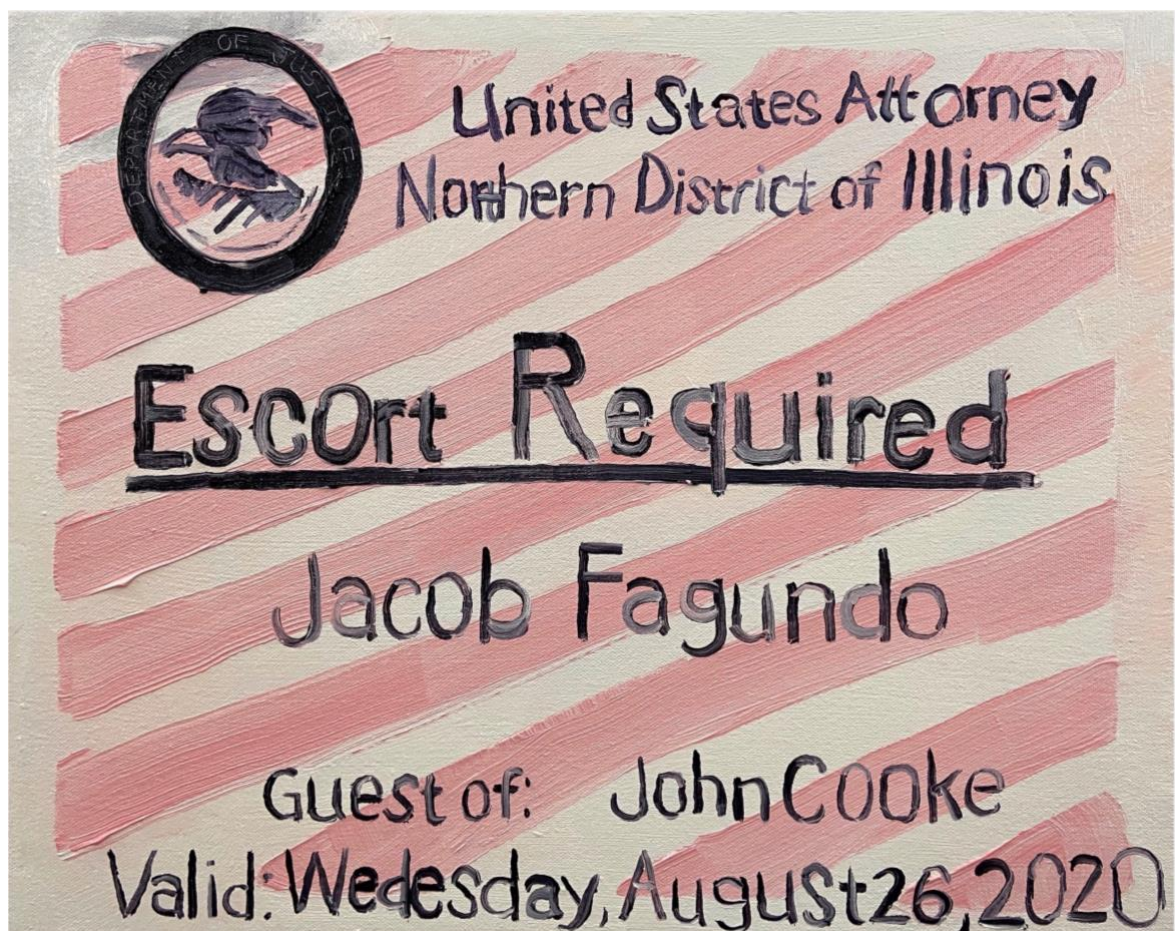 DEPARTMENT OF JUSTICE
United States Attorney
Northern District of Illinois
Escort Required
Jacob Fagundo
Guest of: John Cooke
Valid: Wedesday, August 26, 2020